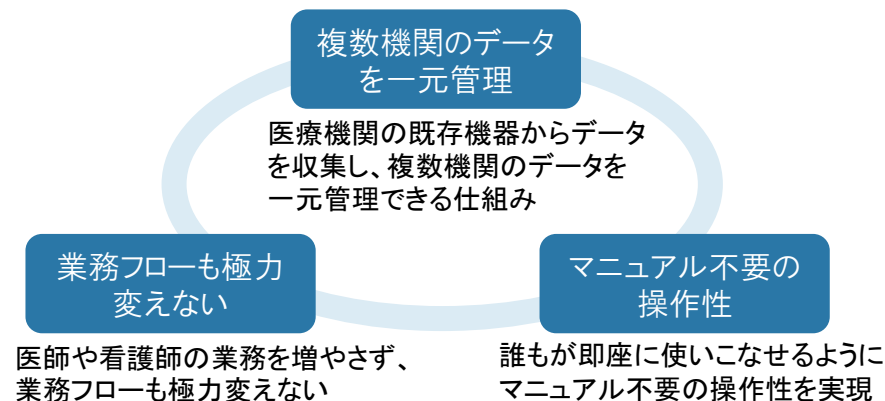 複数機関のデータ
を一元管理
医療機関の既存機器からデータ
を収集し、複数機関のデータを
一元管理できる仕組み
業務フローも極力
変えない
医師や看護師の業務を増やさず、
業務フローも極力変えない
マニュアル不要の
操作性
誰もが即座に使いこなせるように
マニュアル不要の操作性を実現